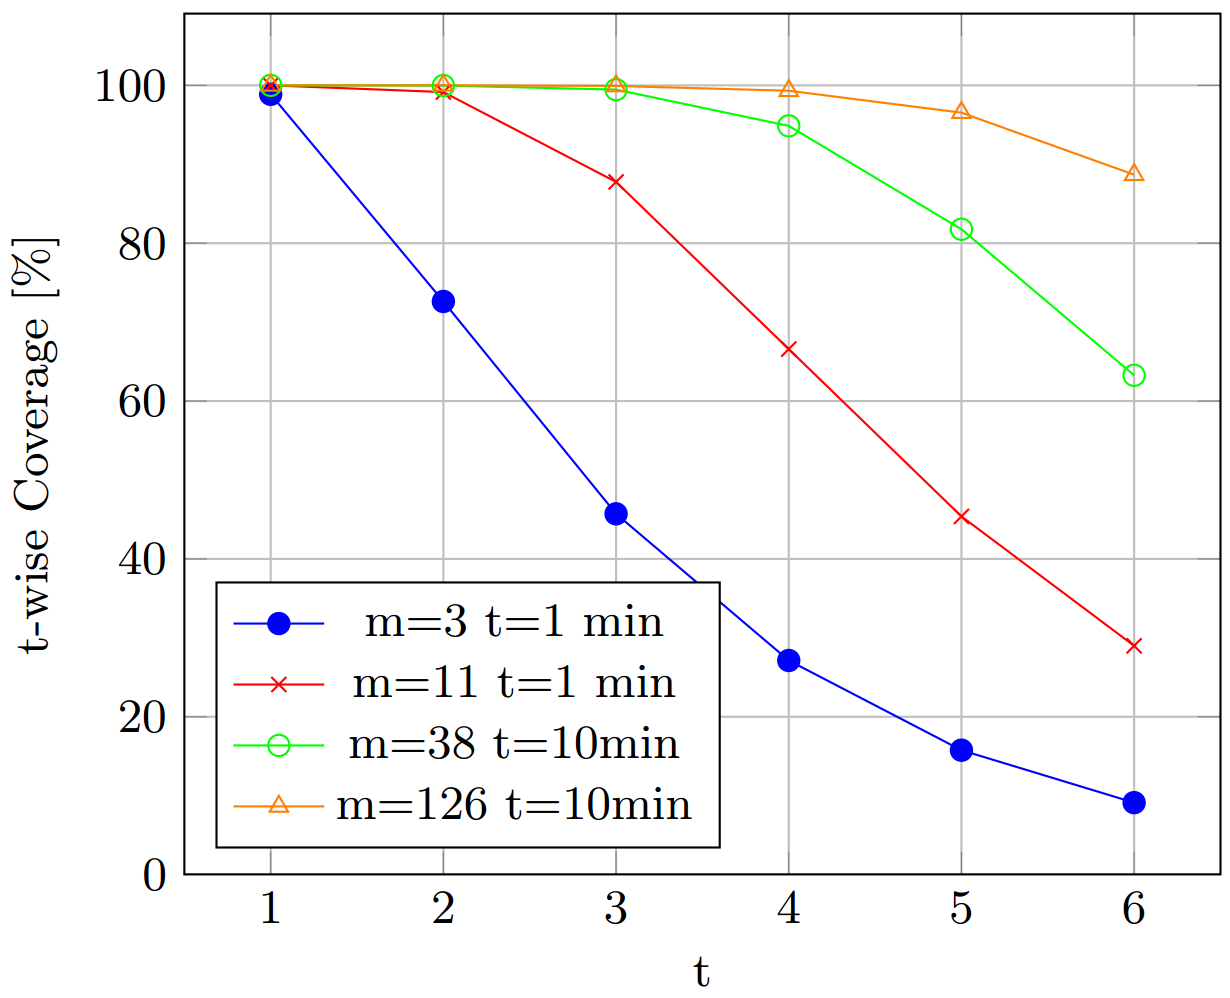 t-wise Coverage [%]
100
80
60
40
20
0
m=3 t=1 min
m=11 t=1 min
m=38 t=10min
m=126 t=10min
1 2 3 4 5 6
t